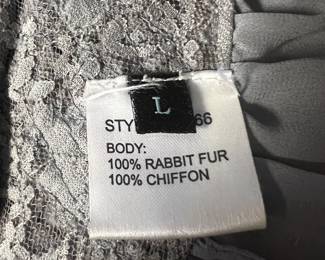 L
STY 66
BODY:
100% RABBIT FUR
100% CHIFFON